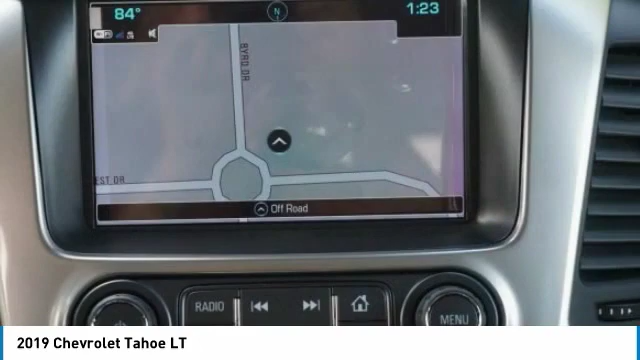 84°
N
1:23
BYRD DR
EST DR
Off Road
RADIO
MENU
2019 Chevrolet Tahoe LT